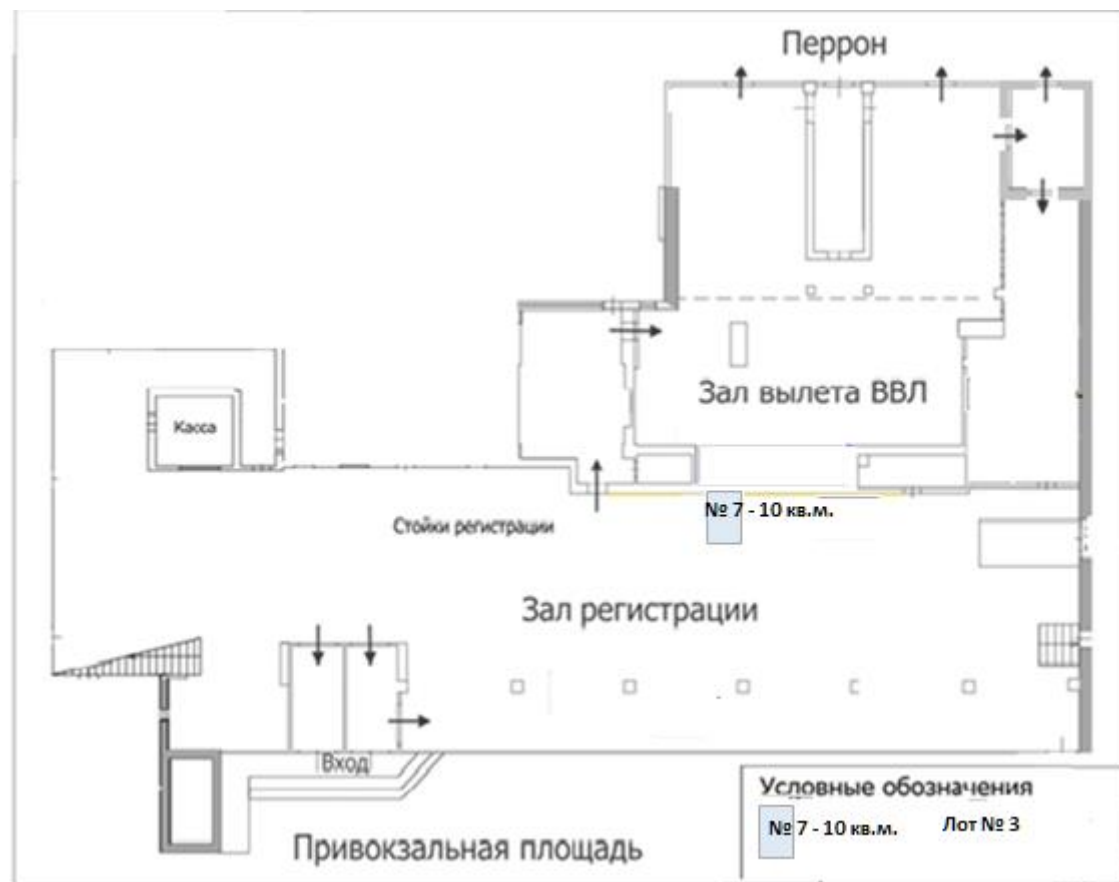 Перрон
Зал вылета ВВЛ
Касса
№ 7 - 10 кв.м.
Стойки регистрации
Зал регистрации
Вход
Привокзальная площадь
Условные обозначения
№ 7 - 10 кв.м. Лот № 3